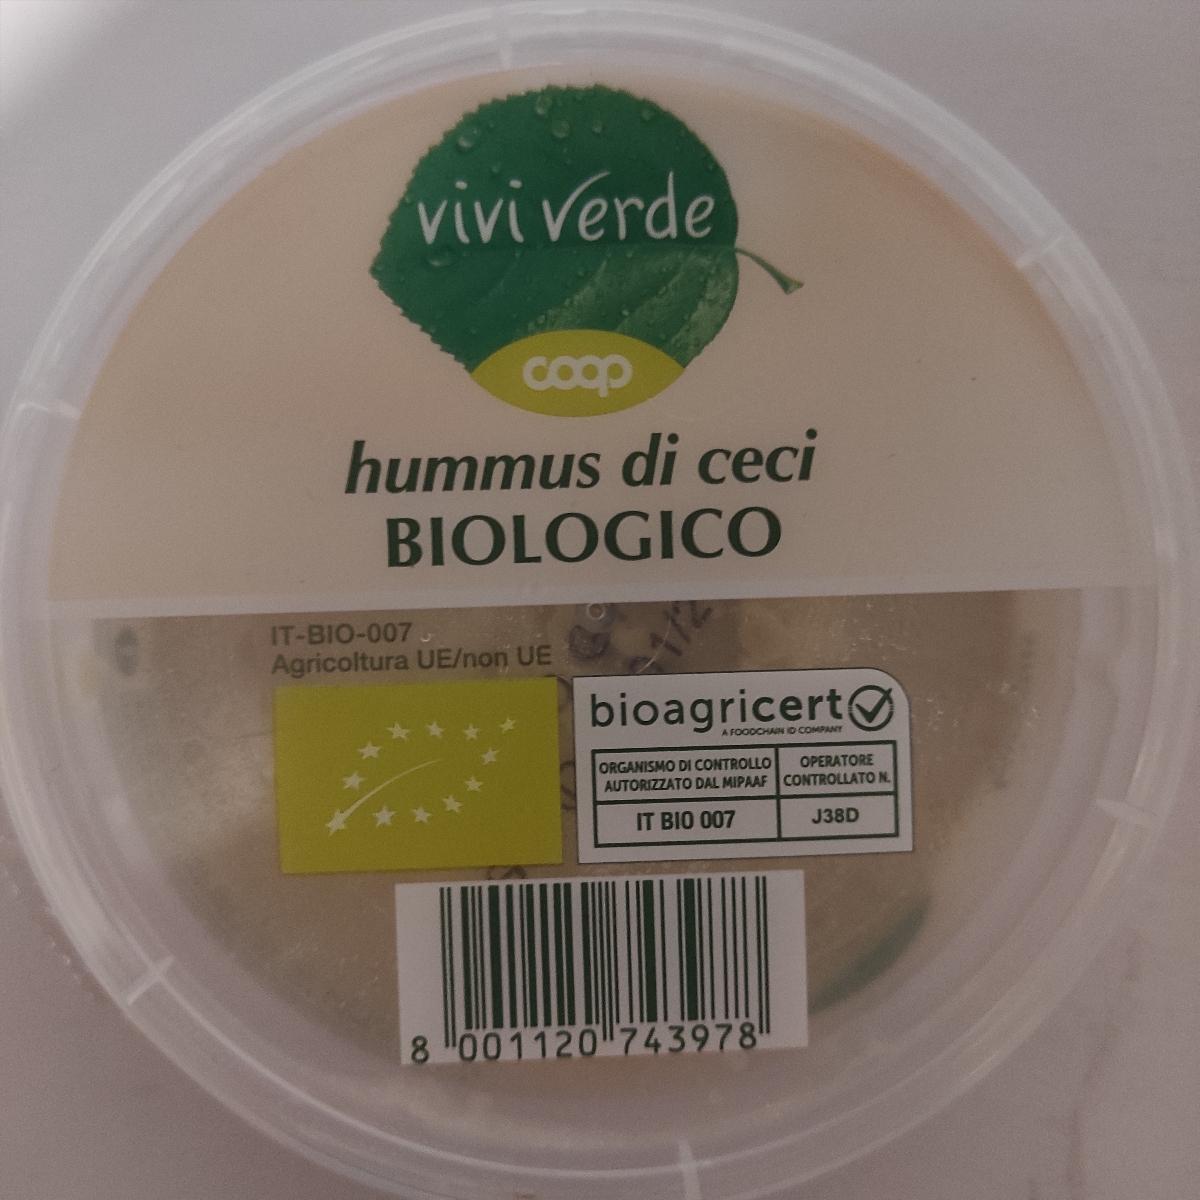 vivi verde
coop
hummus di ceci
BIOLOGICO
IT-BIO-007
Agricoltura UE/non UE
bioagricert
A FOODCHAIN ID COMPANY
ORGANISMO DI CONTROLLO
AUTORIZZATO DAL MIPAAF
OPERATORE
CONTROLLATO N.
IT BIO 007
J38D
8 001120 743978